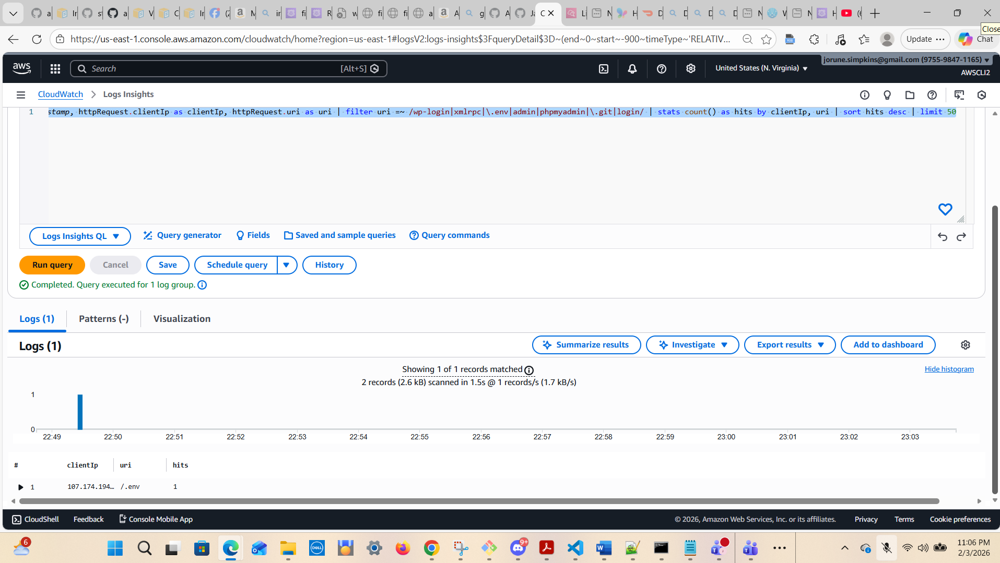 https://us-east-1.console.aws.amazon.com/cloudwatch/home?region=us-east-1#logsV2:logs-insights$3FqueryDetail$3D~(end~0~start~-900~timeType~'RELATIV...
Update
Chat
Close
aws
Search
[Alt+S]
United States (N. Virginia)
jorune.simpkins@gmail.com (9755-9847-1165)
AWSCLI2
CloudWatch
Logs Insights
1 stamp, httpRequest.clientIp as clientIp, httpRequest.uri as uri | filter uri =~ /wp-login|xmlrpc|\.env|admin|phpmyadmin|\.git|login/ | stats count() as hits by clientIp, uri | sort hits desc | limit 50
Logs Insights QL
Query generator
Fields
Saved and sample queries
Query commands
Run query
Cancel
Save
Schedule query
History
Completed. Query executed for 1 log group.
Logs (1)
Patterns (-)
Visualization
Logs (1)
Summarize results
Investigate
Export results
Add to dashboard
Showing 1 of 1 records matched
2 records (2.6 kB) scanned in 1.5s @ 1 records/s (1.7 kB/s)
Hide histogram
1
0
22:49 22:50 22:51 22:52 22:53 22:54 22:55 22:56 22:57 22:58 22:59 23:00 23:01 23:02 23:03
# clientIp uri hits
1 107.174.194... /.env 1
CloudShell
Feedback
Console Mobile App
© 2026, Amazon Web Services, Inc. or its affiliates.
Privacy
Terms
Cookie preferences
6
DELL
9+
11:06 PM
2/3/2026